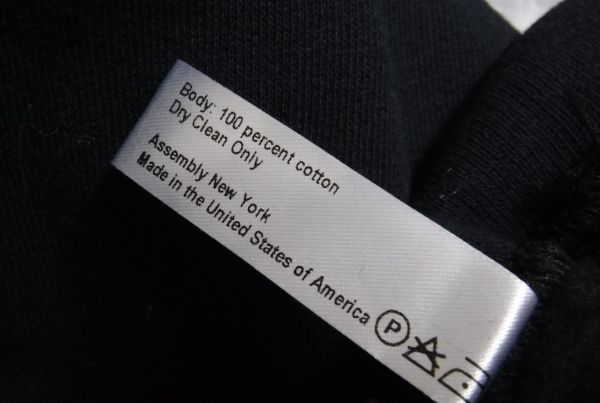 Body: 100 percent cotton
Dry Clean Only
Assembly New York
Made in the United States of America
P